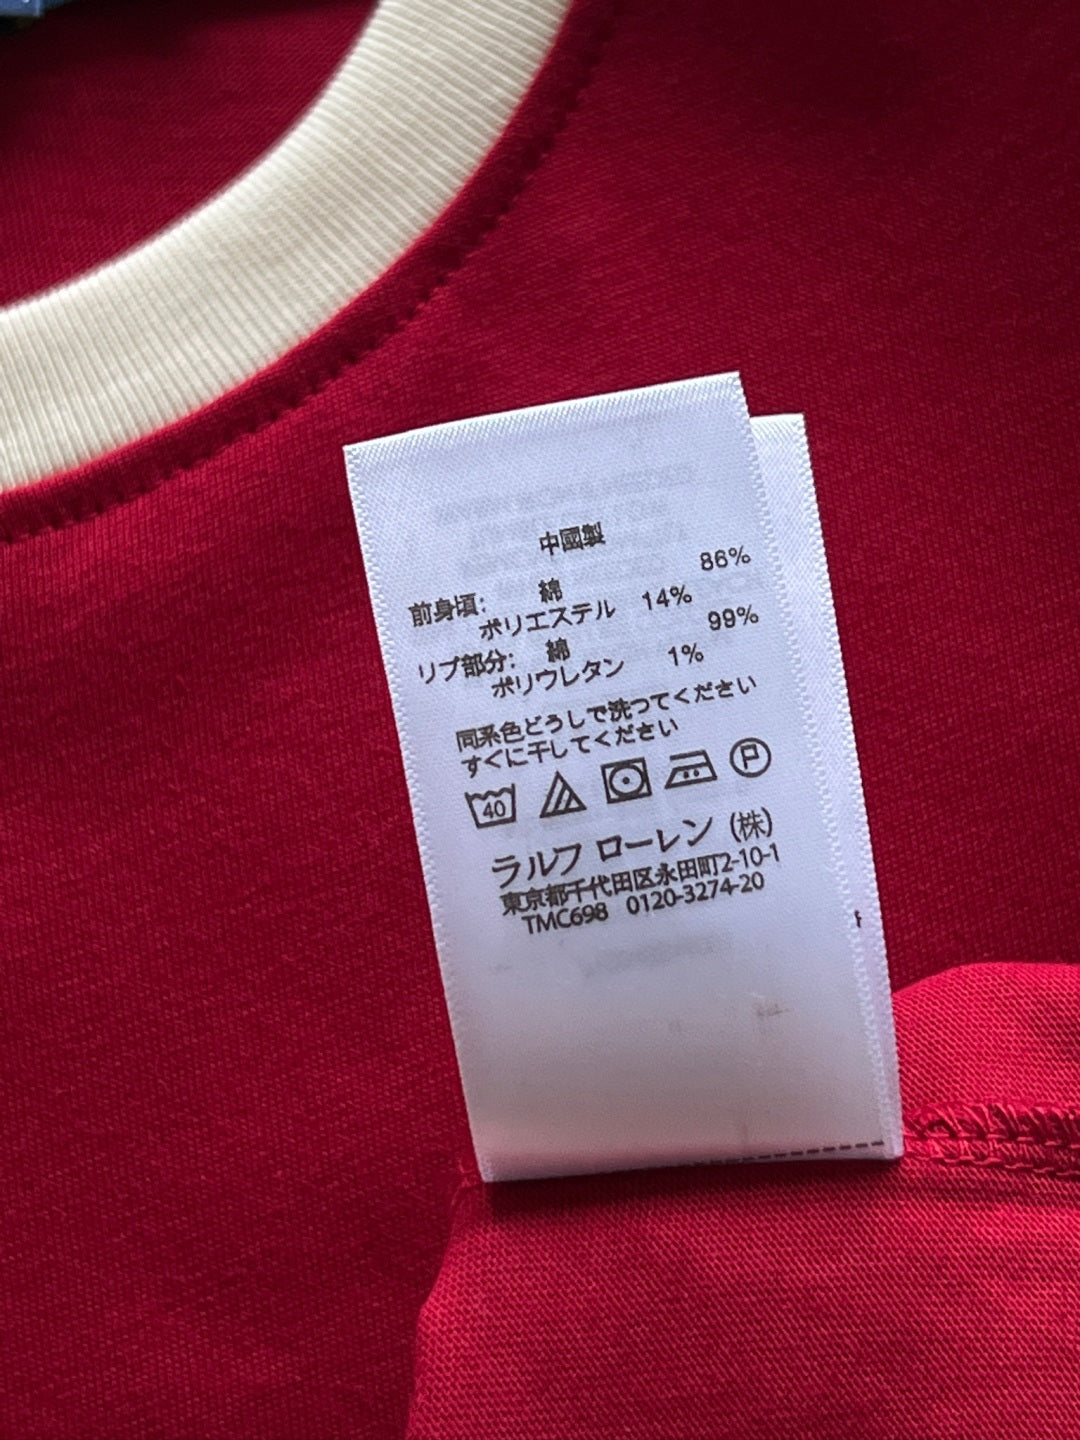 中國製
前身頃: 綿 86%
ポリエステル 14%
リブ部分: 綿 99%
ポリウレタン 1%
同系色どうしで洗つてください
すぐに干してください
40 P
ラルフ ローレン (株)
東京都千代田区永田町2-10-1
TMC698 0120-3274-20